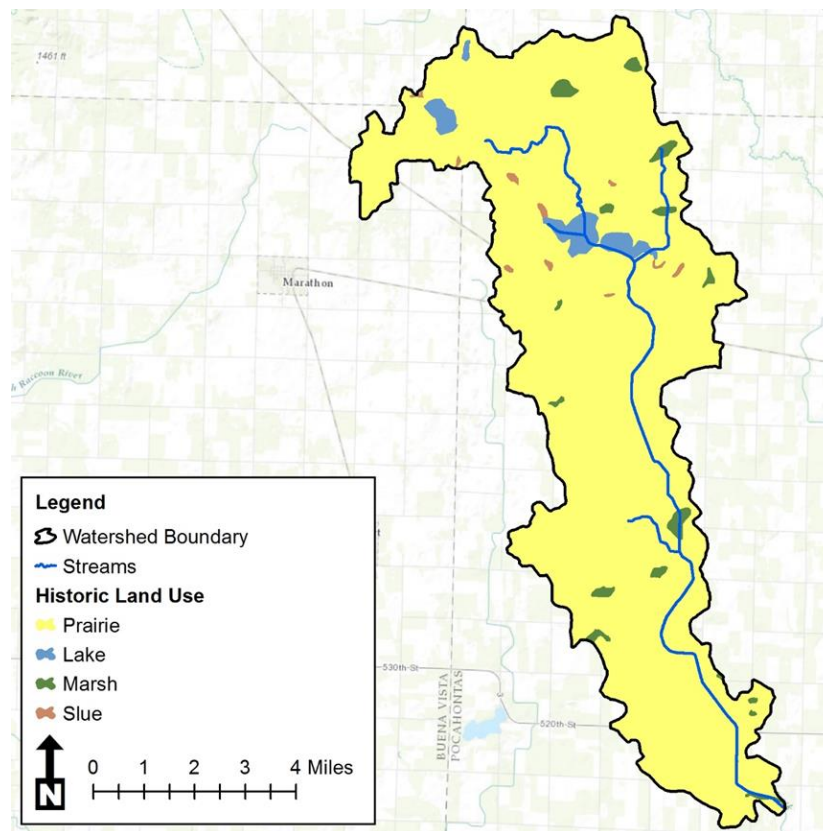 1461 ft
Marathon
Raccoon River
Legend
Watershed Boundary
Streams
Historic Land Use
Prairie
Lake
Marsh
Slue
N
0 1 2 3 4 Miles
530th St
520th St
BUENA VISTA
POCAHONTAS